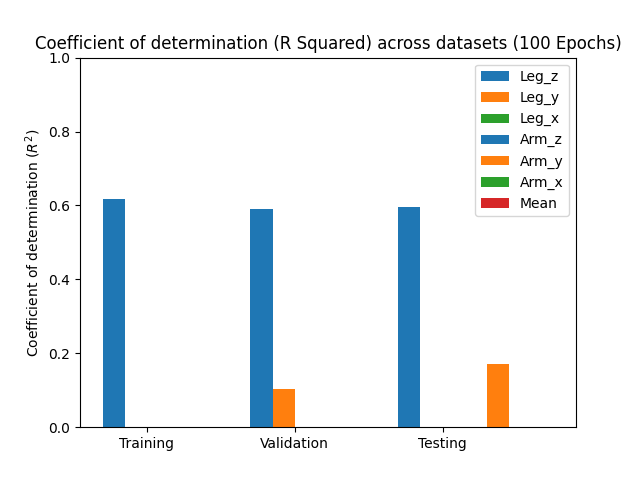 Coefficient of determination (R Squared) across datasets (100 Epochs)
Coefficient of determination (R²)
1.0
0.8
0.6
0.4
0.2
0.0
Training
Validation
Testing
Leg_z
Leg_y
Leg_x
Arm_z
Arm_y
Arm_x
Mean